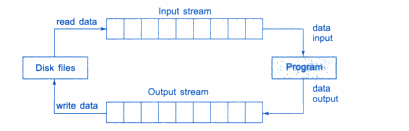 Input stream
read data
data
input
Disk files
Program
Output stream
data
output
write data